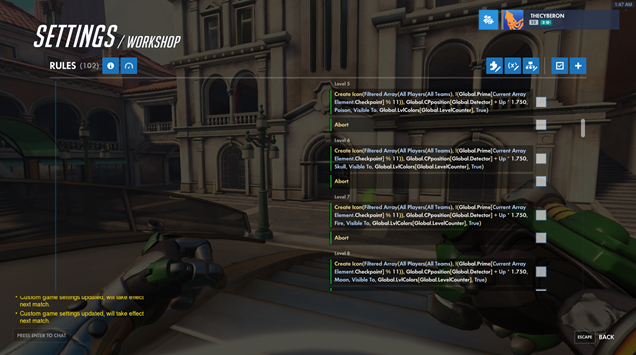 1:47 AM
THECYBERON
SETTINGS / WORKSHOP
RULES (102)
Level 5
Create Icon(Filtered Array(All Players(All Teams), !(Global.Prime[Current Array
Element.Checkpoint] % 11)), Global.CPposition[Global.Detector] + Up * 1.750,
Poison, Visible To, Global.LvlColors[Global.LevelCounter], True)
Abort
Level 6
Create Icon(Filtered Array(All Players(All Teams), !(Global.Prime[Current Array
Element.Checkpoint] % 11)), Global.CPposition[Global.Detector] + Up * 1.750,
Skull, Visible To, Global.LvlColors[Global.LevelCounter], True)
Abort
Level 7
Create Icon(Filtered Array(All Players(All Teams), !(Global.Prime[Current Array
Element.Checkpoint] % 11)), Global.CPposition[Global.Detector] + Up * 1.750,
Fire, Visible To, Global.LvlColors[Global.LevelCounter], True)
Abort
Level 8
Create Icon(Filtered Array(All Players(All Teams), !(Global.Prime[Current Array
Element.Checkpoint] % 11)), Global.CPposition[Global.Detector] + Up * 1.750,
Moon, Visible To, Global.LvlColors[Global.LevelCounter], True)
Custom game settings updated, will take effect
next match.
Custom game settings updated, will take effect
next match.
PRESS ENTER TO CHAT
ESCAPE BACK